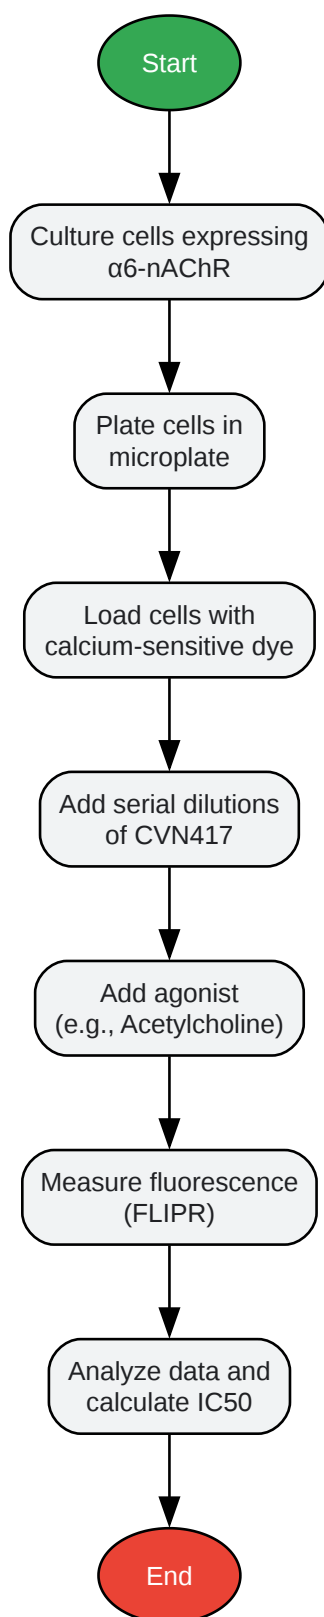 Start
Culture cells expressing
α6-nAChR
Plate cells in
microplate
Load cells with
calcium-sensitive dye
Add serial dilutions
of CVN417
Add agonist
(e.g., Acetylcholine)
Measure fluorescence
(FLIPR)
Analyze data and
calculate IC50
End